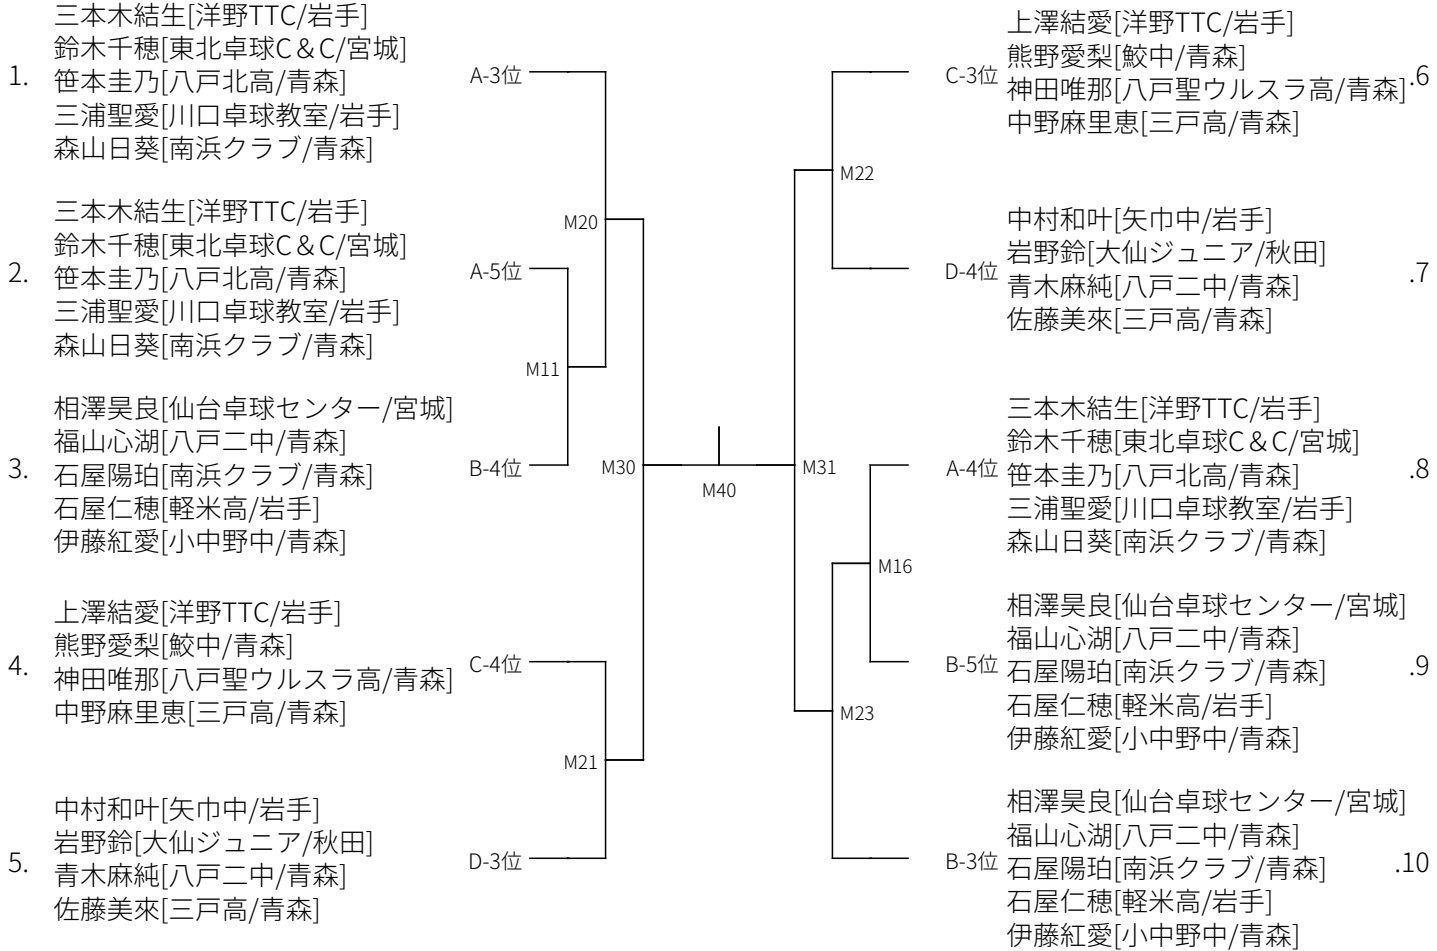 1.
三本木結生[洋野TTC/岩手]
鈴木千穂[東北卓球C＆C/宮城]
笹本圭乃[八戸北高/青森]
三浦聖愛[川口卓球教室/岩手]
森山日葵[南浜クラブ/青森]
A-3位
2.
三本木結生[洋野TTC/岩手]
鈴木千穂[東北卓球C＆C/宮城]
笹本圭乃[八戸北高/青森]
三浦聖愛[川口卓球教室/岩手]
森山日葵[南浜クラブ/青森]
A-5位
3.
相澤昊良[仙台卓球センター/宮城]
福山心湖[八戸二中/青森]
石屋陽珀[南浜クラブ/青森]
石屋仁穂[軽米高/岩手]
伊藤紅愛[小中野中/青森]
B-4位
4.
上澤結愛[洋野TTC/岩手]
熊野愛梨[鮫中/青森]
神田唯那[八戸聖ウルスラ高/青森]
中野麻里恵[三戸高/青森]
C-4位
5.
中村和叶[矢巾中/岩手]
岩野鈴[大仙ジュニア/秋田]
青木麻純[八戸二中/青森]
佐藤美來[三戸高/青森]
D-3位
M20
M11
M30
M21
M40
M22
M31
M16
M23
C-3位
上澤結愛[洋野TTC/岩手]
熊野愛梨[鮫中/青森]
神田唯那[八戸聖ウルスラ高/青森]
中野麻里恵[三戸高/青森]
.6
D-4位
中村和叶[矢巾中/岩手]
岩野鈴[大仙ジュニア/秋田]
青木麻純[八戸二中/青森]
佐藤美來[三戸高/青森]
.7
A-4位
三本木結生[洋野TTC/岩手]
鈴木千穂[東北卓球C＆C/宮城]
笹本圭乃[八戸北高/青森]
三浦聖愛[川口卓球教室/岩手]
森山日葵[南浜クラブ/青森]
.8
B-5位
相澤昊良[仙台卓球センター/宮城]
福山心湖[八戸二中/青森]
石屋陽珀[南浜クラブ/青森]
石屋仁穂[軽米高/岩手]
伊藤紅愛[小中野中/青森]
.9
B-3位
相澤昊良[仙台卓球センター/宮城]
福山心湖[八戸二中/青森]
石屋陽珀[南浜クラブ/青森]
石屋仁穂[軽米高/岩手]
伊藤紅愛[小中野中/青森]
.10